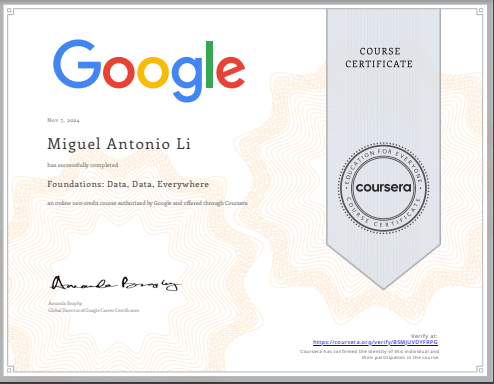 Google
COURSE
CERTIFICATE
Nov 7, 2024
Miguel Antonio Li
has successfully completed
Foundations: Data, Data, Everywhere
an online non-credit course authorized by Google and offered through Coursera
EDUCATION FOR EVERYONE
coursera
COURSE CERTIFICATE
Amanda Brophy
Amanda Brophy
Global Director of Google Career Certificates
Verify at:
https://coursera.org/verify/
Coursera has confirmed the identity of this individual and
their participation in the course.